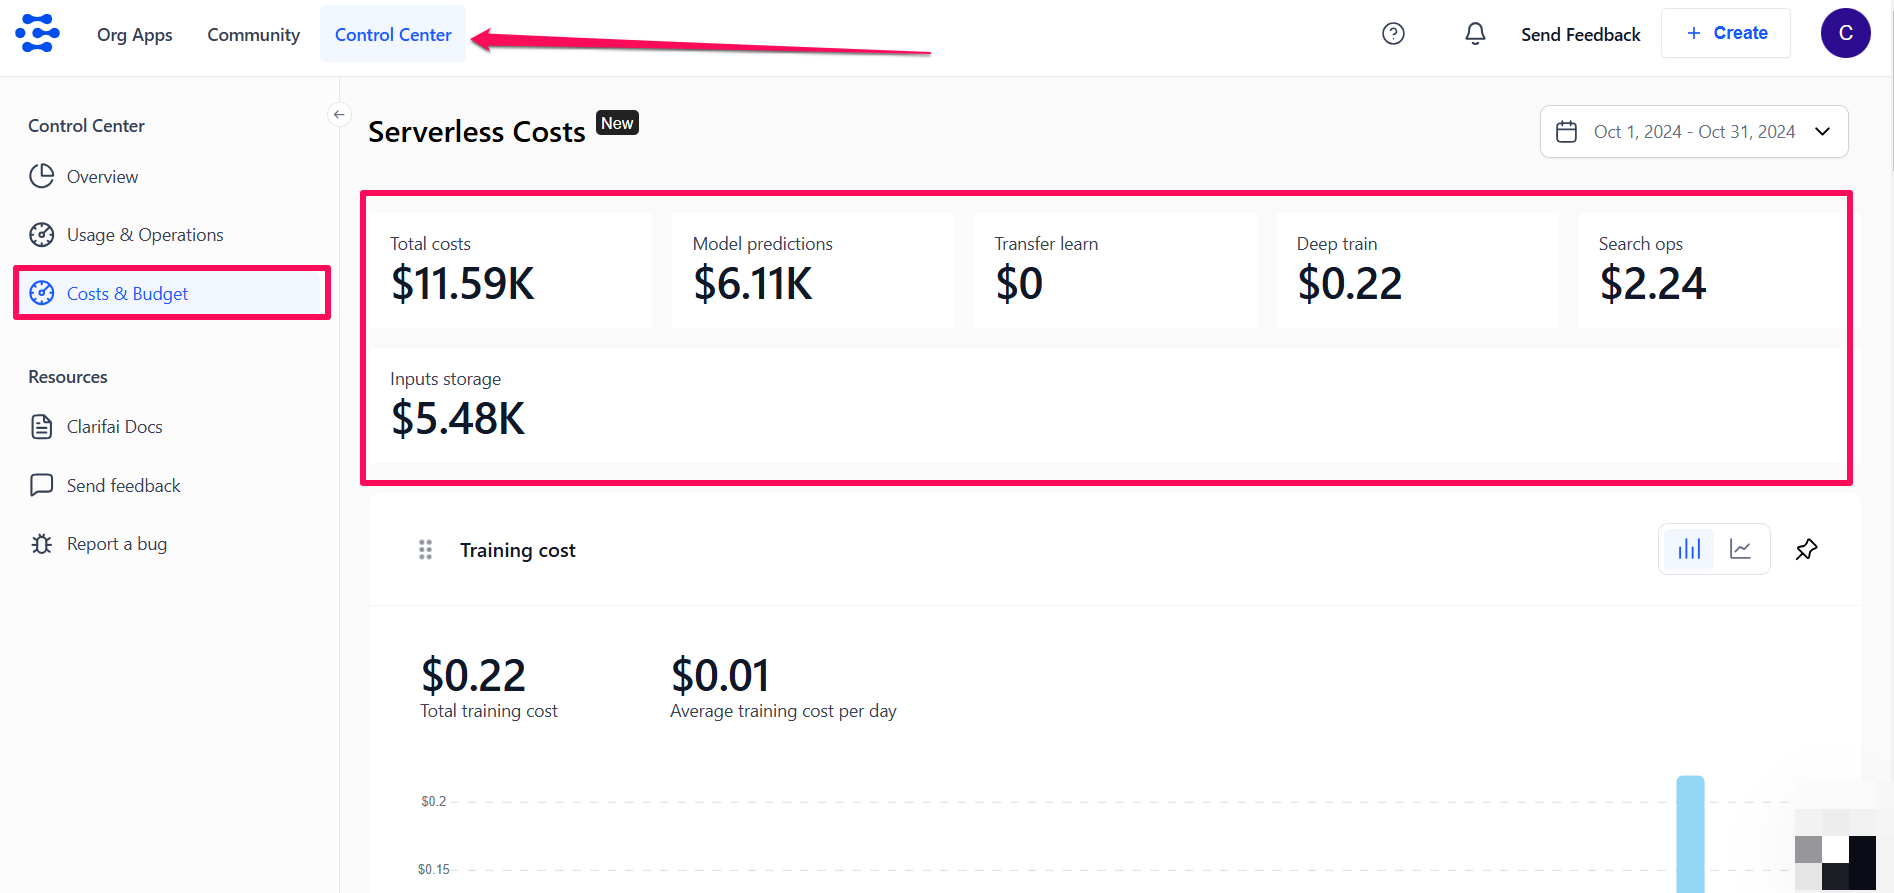 Org Apps
Community
Control Center
Send Feedback
+ Create
C
Control Center
Overview
Usage & Operations
Costs & Budget
Resources
Clarifai Docs
Send feedback
Report a bug
Serverless Costs New
Oct 1, 2024 - Oct 31, 2024
Total costs
$11.59K
Model predictions
$6.11K
Transfer learn
$0
Deep train
$0.22
Search ops
$2.24
Inputs storage
$5.48K
Training cost
$0.22
Total training cost
$0.01
Average training cost per day
$0.2
$0.15